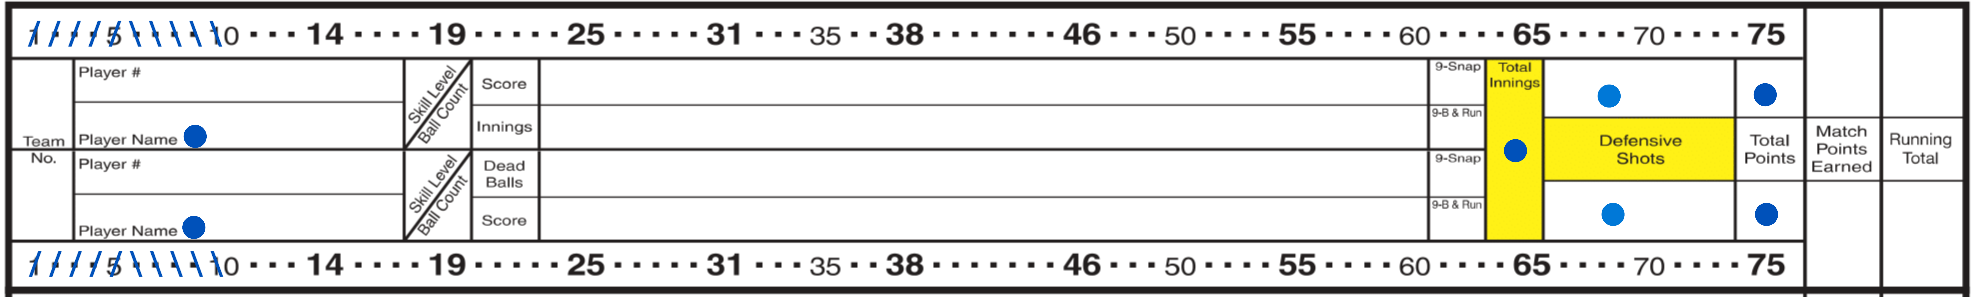 1 · · · 5 · · · · 10 · · · 14 · · · · 19 · · · · · 25 · · · · · 31 · · · 35 · · 38 · · · · · · · 46 · · · 50 · · · · 55 · · · · 60 · · · · 65 · · · · 70 · · · · 75
Player #
Player Name
Skill Level
Ball Count
Score
Innings
9-Snap
9-B & Run
Total
Innings
Team
No.
Player #
Player Name
Skill Level
Ball Count
Dead
Balls
Score
9-Snap
9-B & Run
Defensive
Shots
Total
Points
Match
Points
Earned
Running
Total
1 · · · 5 · · · · 10 · · · 14 · · · · 19 · · · · · 25 · · · · · 31 · · · 35 · · 38 · · · · · · · 46 · · · 50 · · · · 55 · · · · 60 · · · · 65 · · · · 70 · · · · 75